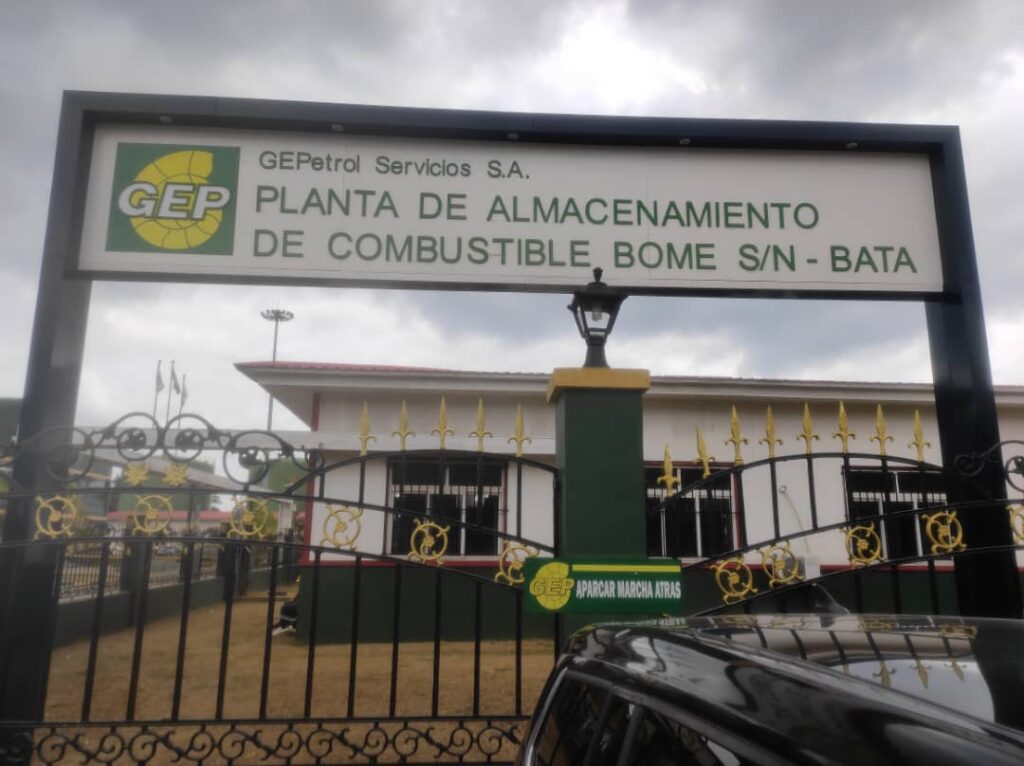 GEP
GEPetrol Servicios S.A.
PLANTA DE ALMACENAMIENTO
DE COMBUSTIBLE BOME S/N - BATA
GEP APARCAR MARCHA ATRAS